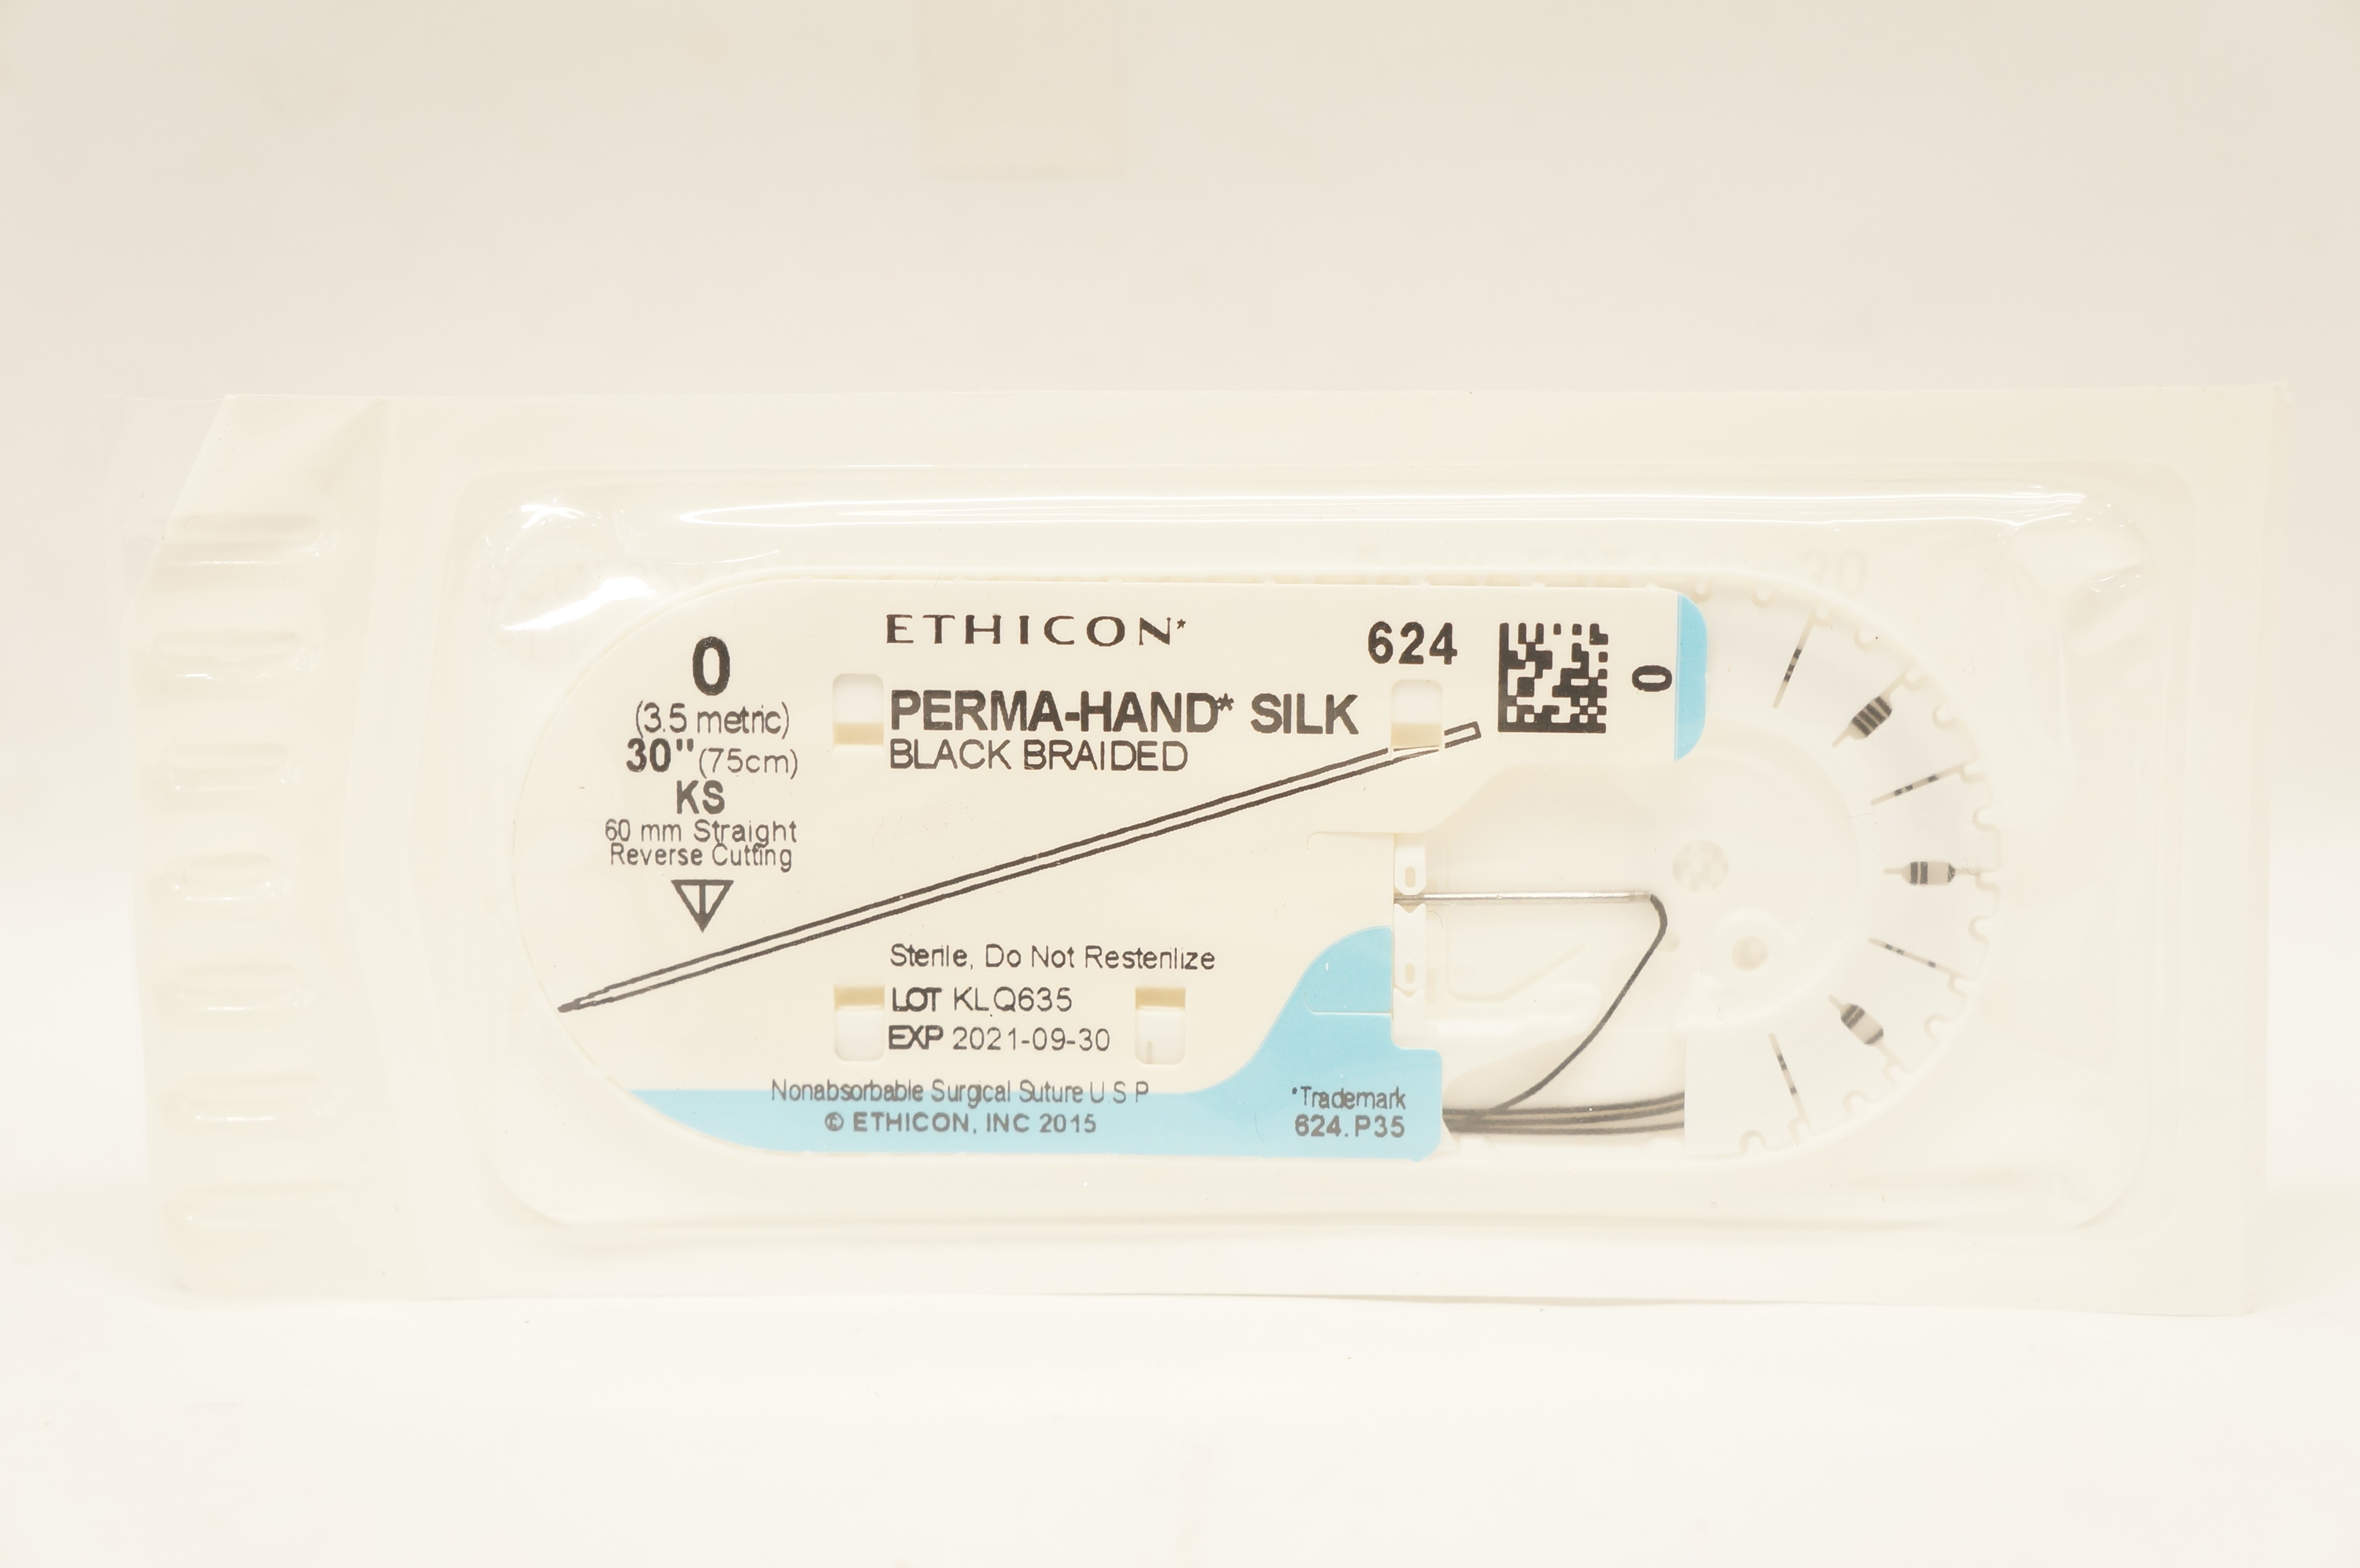 0
(3.5 metric)
30" (75cm)
KS
60 mm Straight
Reverse Cutting
ETHICON*
624
0
PERMA-HAND* SILK
BLACK BRAIDED
Sterile, Do Not Resterilize
LOT KLQ635
EXP 2021-09-30
Nonabsorbable Surgical Suture U.S.P.
© ETHICON, INC 2015
*Trademark
624.P35